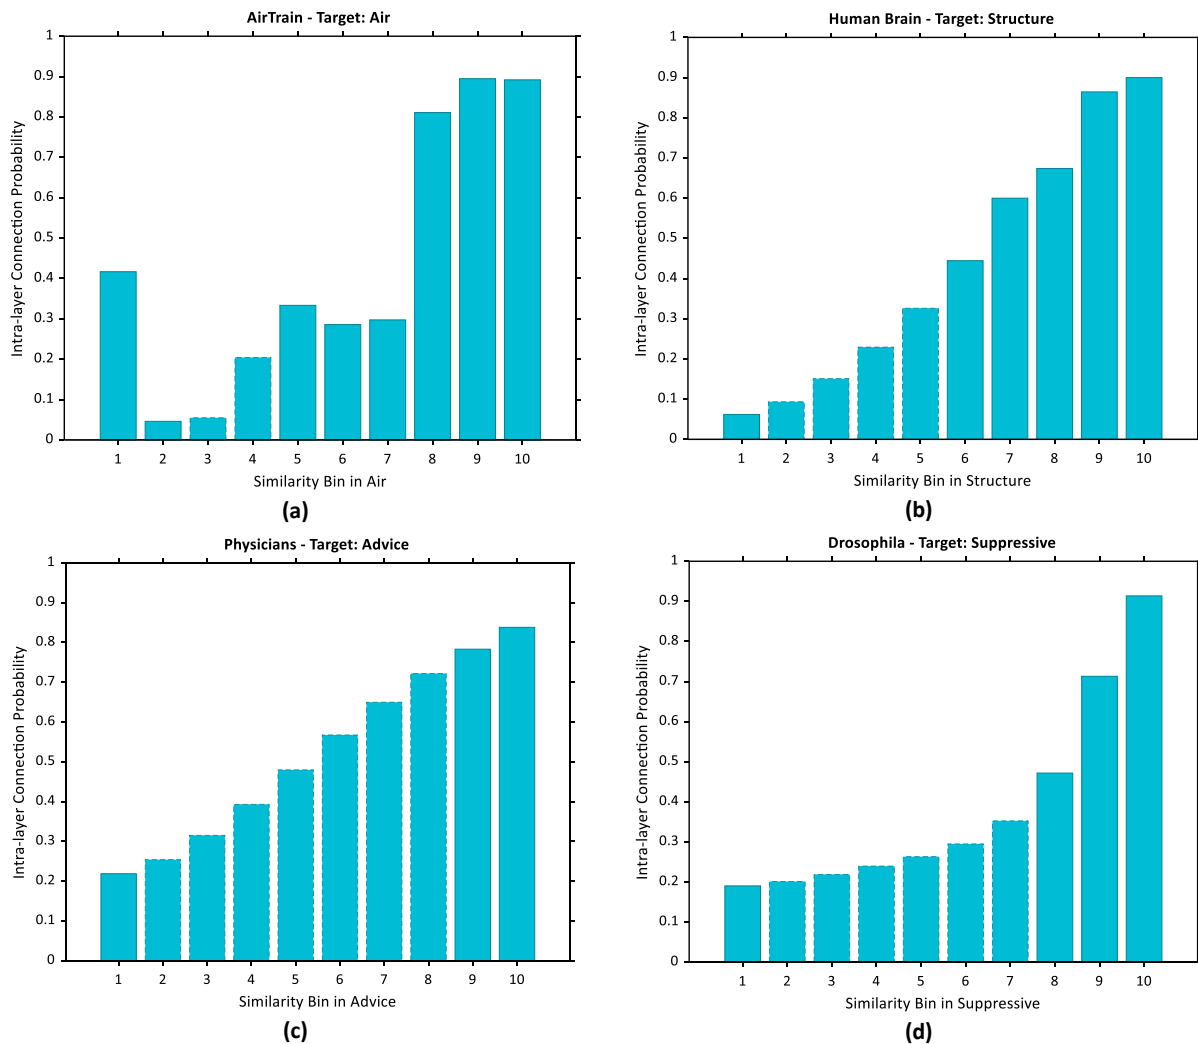 AirTrain - Target: Air
1
0.9
0.8
0.7
0.6
0.5
0.4
0.3
0.2
0.1
0
Intra-layer Connection Probability
1 2 3 4 5 6 7 8 9 10
Similarity Bin in Air
(a)
Human Brain - Target: Structure
1
0.9
0.8
0.7
0.6
0.5
0.4
0.3
0.2
0.1
0
Intra-layer Connection Probability
1 2 3 4 5 6 7 8 9 10
Similarity Bin in Structure
(b)
Physicians - Target: Advice
1
0.9
0.8
0.7
0.6
0.5
0.4
0.3
0.2
0.1
0
Intra-layer Connection Probability
1 2 3 4 5 6 7 8 9 10
Similarity Bin in Advice
(c)
Drosophila - Target: Suppressive
1
0.9
0.8
0.7
0.6
0.5
0.4
0.3
0.2
0.1
0
Intra-layer Connection Probability
1 2 3 4 5 6 7 8 9 10
Similarity Bin in Suppressive
(d)